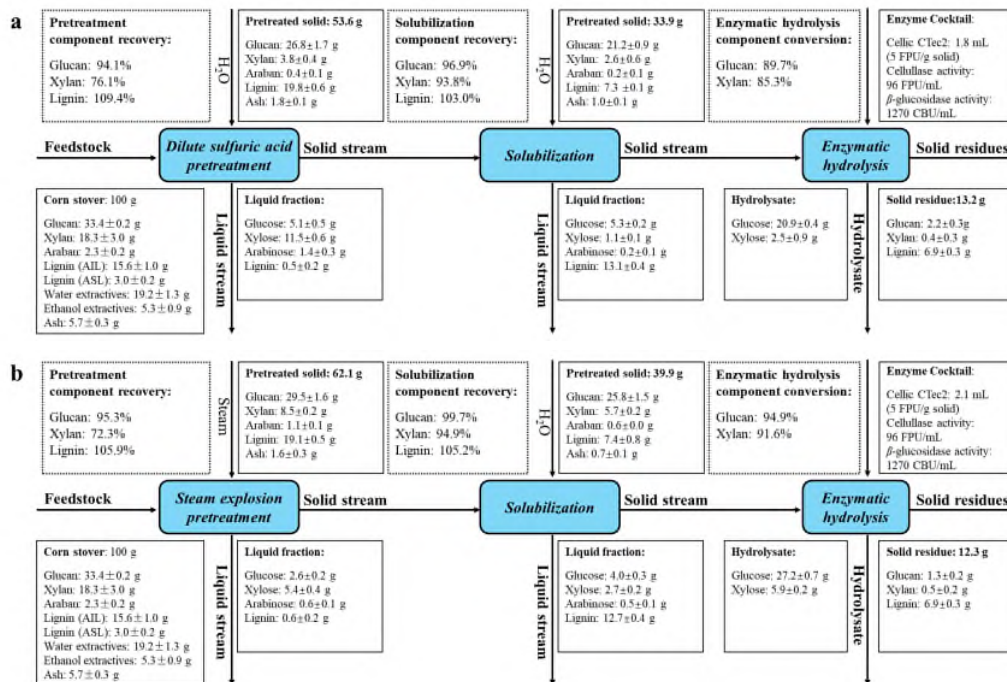 a
Pretreatment
component recovery:
Glucan: 94.1%
Xylan: 76.1%
Lignin: 109.4%
H₂O
Pretreated solid: 53.6 g
Glucan: 26.8±1.7 g
Xylan: 3.8±0.4 g
Araban: 0.4±0.1 g
Lignin: 19.8±0.6 g
Ash: 1.8±0.1 g
Solubilization
component recovery:
Glucan: 96.9%
Xylan: 93.8%
Lignin: 103.0%
H₂O
Pretreated solid: 33.9 g
Glucan: 21.2±0.9 g
Xylan: 2.6±0.6 g
Araban: 0.2±0.1 g
Lignin: 7.3 ±0.1 g
Ash: 1.0±0.1 g
Enzymatic hydrolysis
component conversion:
Glucan: 89.7%
Xylan: 85.3%
Enzyme Cocktail:
Cellic CTec2: 1.8 mL
(5 FPU/g solid)
Cellulase activity:
96 FPU/mL
β-glucosidase activity:
1270 CBU/mL
Feedstock
Dilute sulfuric acid
pretreatment
Solid stream
Solubilization
Solid stream
Enzymatic
hydrolysis
Solid residues
Corn stover: 100 g
Glucan: 33.4±0.2 g
Xylan: 18.3±3.0 g
Araban: 2.3±0.2 g
Lignin (AIL): 15.6±1.0 g
Lignin (ASL): 3.0±0.2 g
Water extractives: 19.2±1.3 g
Ethanol extractives: 5.3±0.9 g
Ash: 5.7±0.3 g
Liquid stream
Liquid fraction:
Glucose: 5.1±0.5 g
Xylose: 11.5±0.6 g
Arabinose: 1.4±0.3 g
Lignin: 0.5±0.2 g
Liquid stream
Liquid fraction:
Glucose: 5.3±0.2 g
Xylose: 1.1±0.1 g
Arabinose: 0.2±0.1 g
Lignin: 13.1±0.4 g
Hydrolysate:
Glucose: 20.9±0.4 g
Xylose: 2.5±0.9 g
Hydrolysate
Solid residue:13.2 g
Glucan: 2.2±0.3g
Xylan: 0.4±0.3 g
Lignin: 6.9±0.3 g
b
Pretreatment
component recovery:
Glucan: 95.3%
Xylan: 72.3%
Lignin: 105.9%
Steam
Pretreated solid: 62.1 g
Glucan: 29.5±1.6 g
Xylan: 8.5±0.2 g
Araban: 1.1±0.1 g
Lignin: 19.1±0.5 g
Ash: 1.6±0.3 g
Solubilization
component recovery:
Glucan: 99.7%
Xylan: 94.9%
Lignin: 105.2%
H₂O
Pretreated solid: 39.9 g
Glucan: 25.8±1.5 g
Xylan: 5.7±0.2 g
Araban: 0.6±0.0 g
Lignin: 7.4±0.8 g
Ash: 0.7±0.1 g
Enzymatic hydrolysis
component conversion:
Glucan: 94.9%
Xylan: 91.6%
Enzyme Cocktail:
Cellic CTec2: 2.1 mL
(5 FPU/g solid)
Cellulase activity:
96 FPU/mL
β-glucosidase activity:
1270 CBU/mL
Feedstock
Steam explosion
pretreatment
Solid stream
Solubilization
Solid stream
Enzymatic
hydrolysis
Solid residues
Corn stover: 100 g
Glucan: 33.4±0.2 g
Xylan: 18.3±3.0 g
Araban: 2.3±0.2 g
Lignin (AIL): 15.6±1.0 g
Lignin (ASL): 3.0±0.2 g
Water extractives: 19.2±1.3 g
Ethanol extractives: 5.3±0.9 g
Ash: 5.7±0.3 g
Liquid stream
Liquid fraction:
Glucose: 2.6±0.2 g
Xylose: 5.4±0.4 g
Arabinose: 0.6±0.1 g
Lignin: 0.6±0.2 g
Liquid stream
Liquid fraction:
Glucose: 4.0±0.3 g
Xylose: 2.7±0.2 g
Arabinose: 0.5±0.1 g
Lignin: 12.7±0.4 g
Hydrolysate:
Glucose: 27.2±0.7 g
Xylose: 5.9±0.2 g
Hydrolysate
Solid residue: 12.3 g
Glucan: 1.3±0.2 g
Xylan: 0.5±0.2 g
Lignin: 6.9±0.3 g